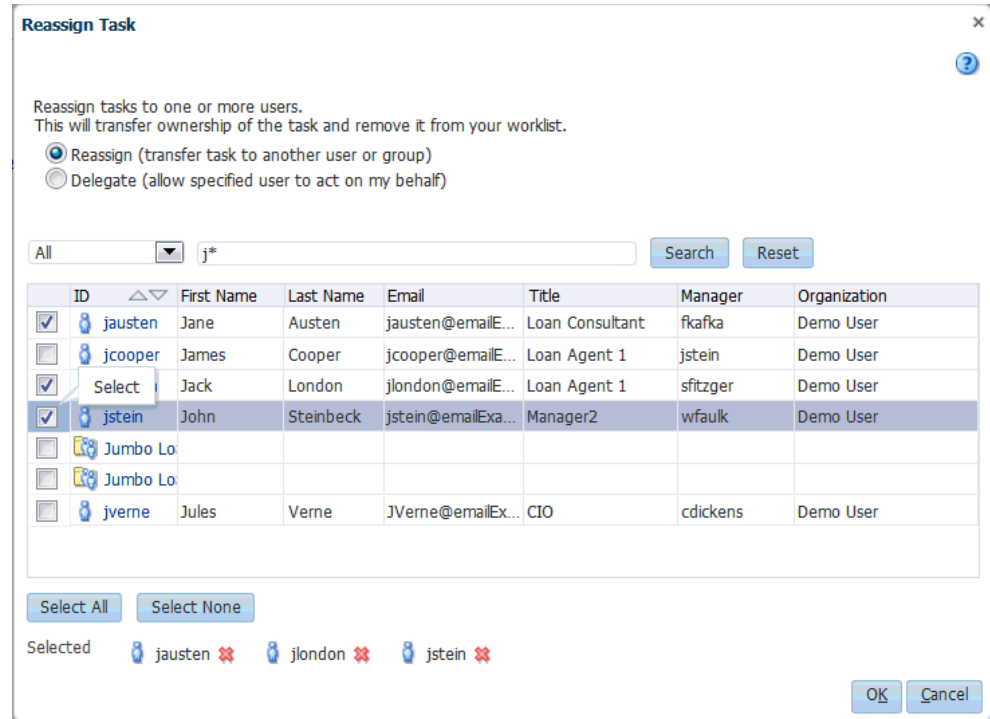 Reassign Task
Reassign tasks to one or more users.
This will transfer ownership of the task and remove it from your worklist.
Reassign (transfer task to another user or group)
Delegate (allow specified user to act on my behalf)
All j* Search Reset
ID First Name Last Name Email Title Manager Organization
jausten Jane Austen jausten@emailE... Loan Consultant fkafka Demo User
jcooper James Cooper jcooper@emailE... Loan Agent 1 jstein Demo User
Select Jack London jlondon@emailE... Loan Agent 1 sfitzger Demo User
jstein John Steinbeck jstein@emailExa... Manager2 wfaulk Demo User
Jumbo Lo
Jumbo Lo
jverne Jules Verne JVerne@emailEx... CIO cdickens Demo User
Select All Select None
Selected jausten jlondon jstein
OK Cancel